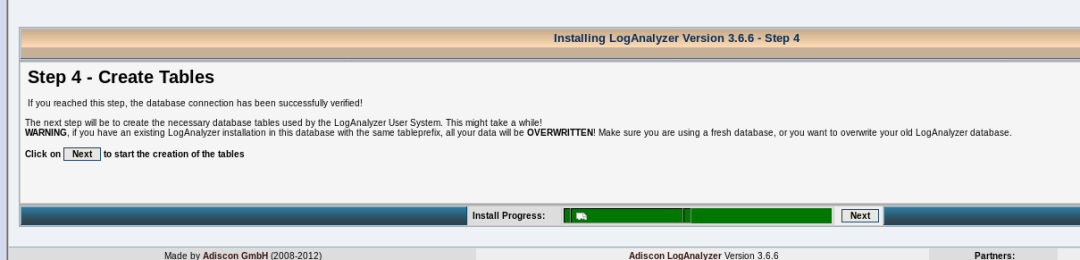 Installing LogAnalyzer Version 3.6.6 - Step 4
Step 4 - Create Tables
If you reached this step, the database connection has been successfully verified!
The next step will be to create the necessary database tables used by the LogAnalyzer User System. This might take a while!
WARNING, if you have an existing LogAnalyzer installation in this database with the same tableprefix, all your data will be OVERWRITTEN! Make sure you are using a fresh database, or you want to overwrite your old LogAnalyzer database.
Click on Next to start the creation of the tables
Install Progress: Next
Made by Adiscon GmbH (2008-2012) Adiscon LogAnalyzer Version 3.6.6 Partners: